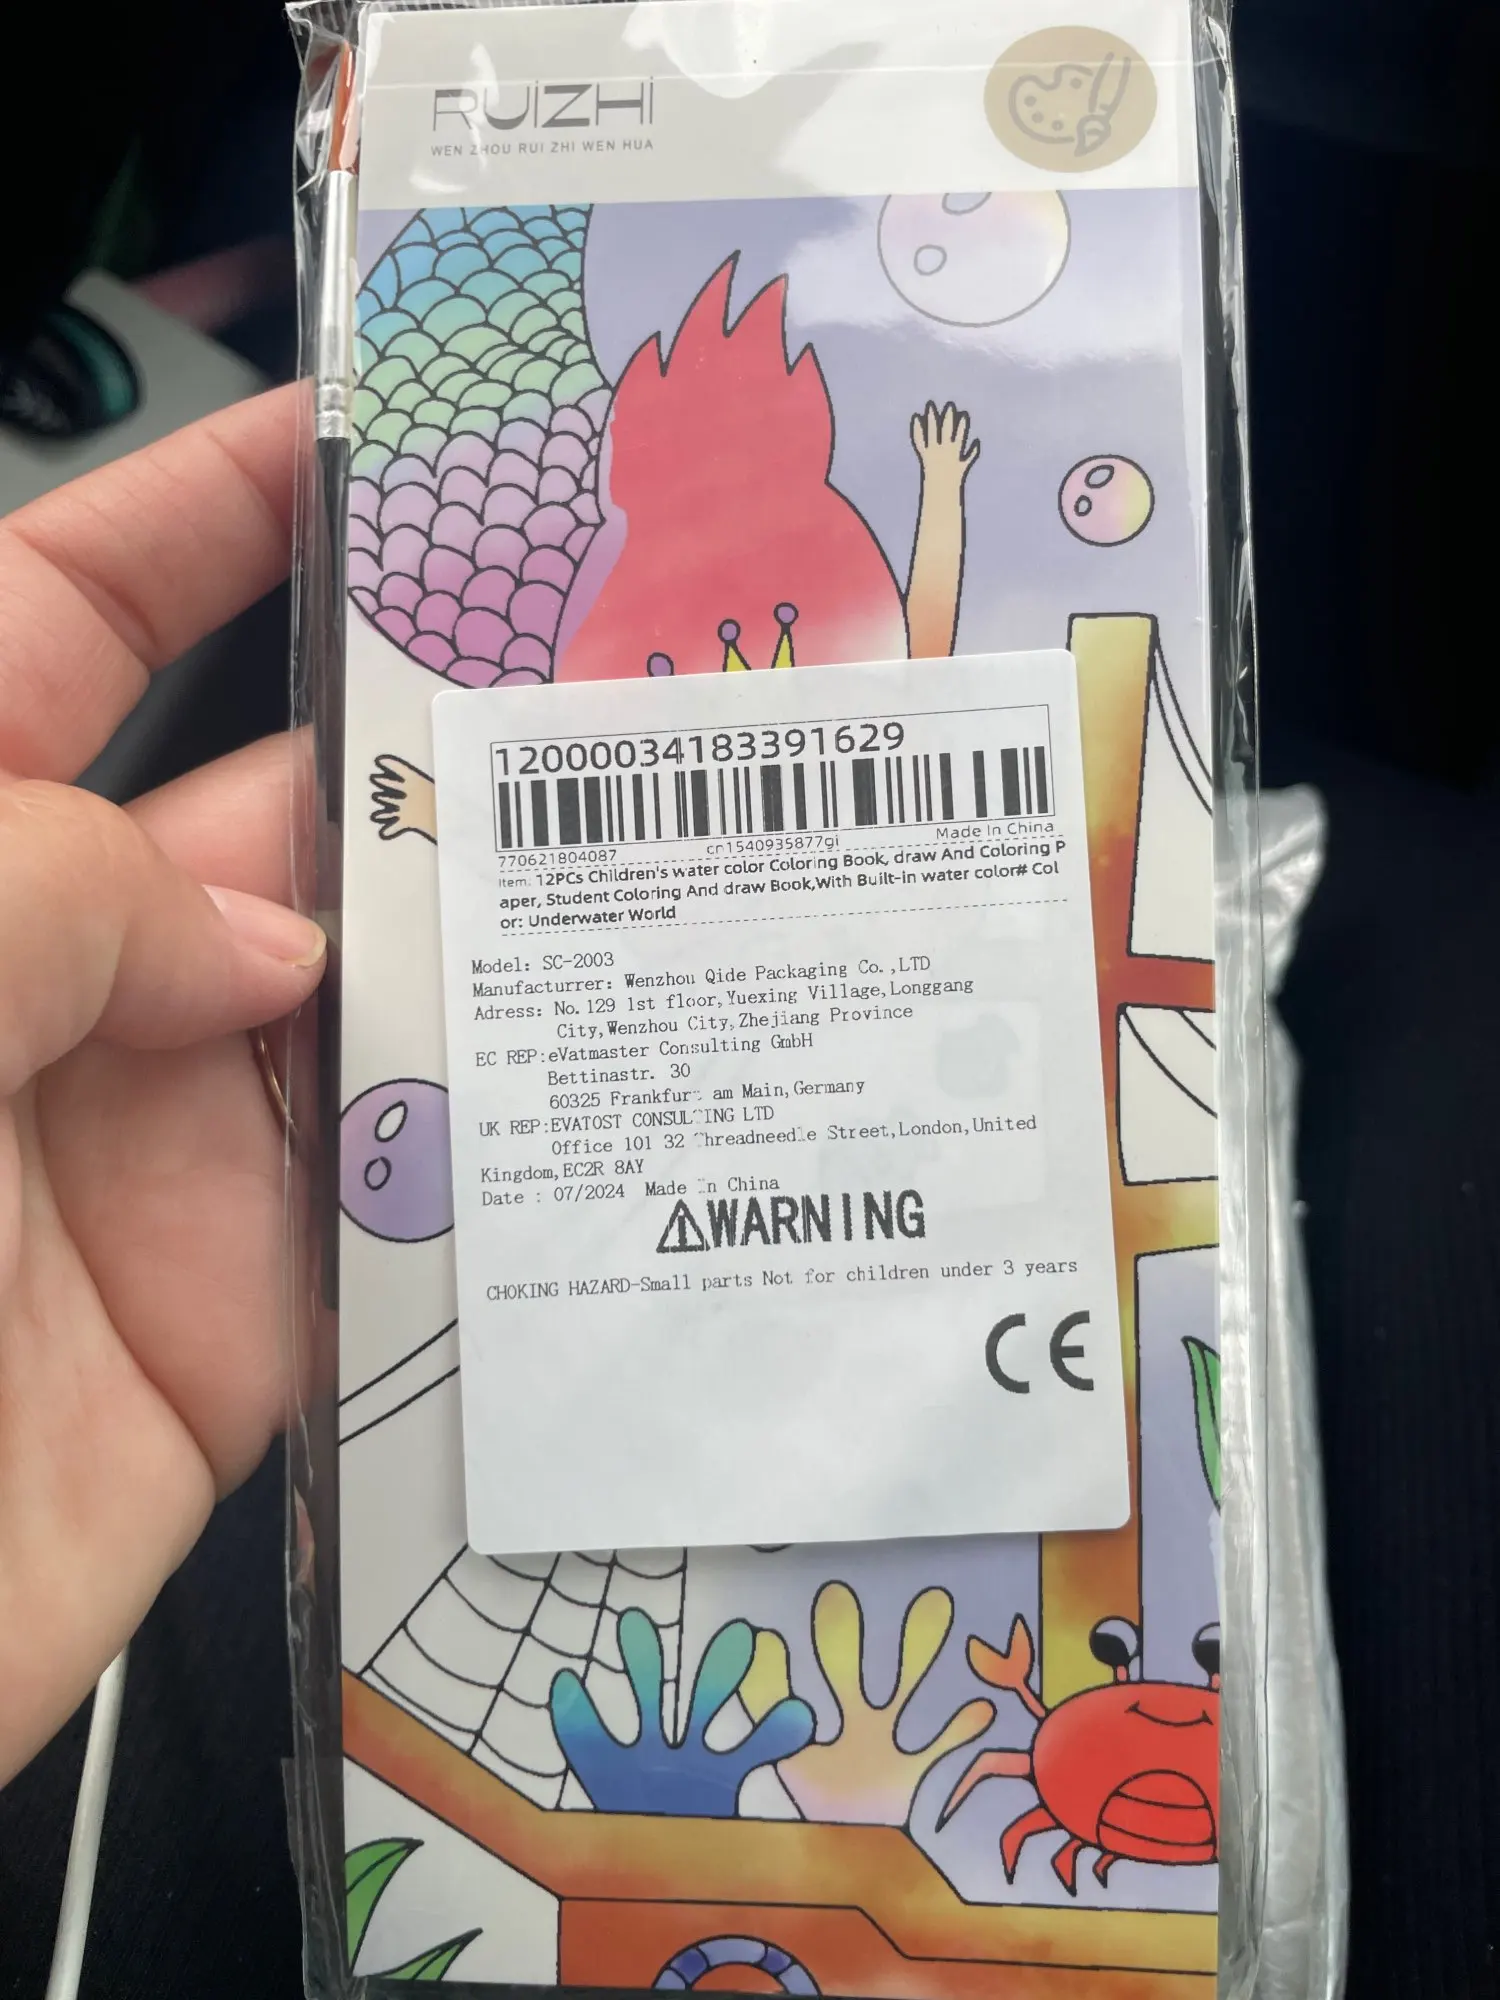 RUIZHI
WEN ZHOU RUI ZHI WEN HUA
12000034183391629
770621804087 cn1540935877gi Made In China
Item: 12PCs Children's water color Coloring Book, draw And Coloring P
aper, Student Coloring And draw Book,With Built-in water color# Col
or: Underwater World
Model: SC-2003
Manufacturrer: Wenzhou Qide Packaging Co.,LTD
Adress: No.129 1st floor,Yuexing Village,Longgang
City,Wenzhou City,Zhejiang Province
EC REP:eVatmaster Consulting GmbH
Bettinastr. 30
60325 Frankfurt am Main,Germany
UK REP:EVATOST CONSULTING LTD
Office 101 32 Threadneedle Street,London,United
Kingdom,EC2R 8AY
Date : 07/2024 Made In China
⚠WARNING
CHOKING HAZARD-Small parts Not for children under 3 years
CE